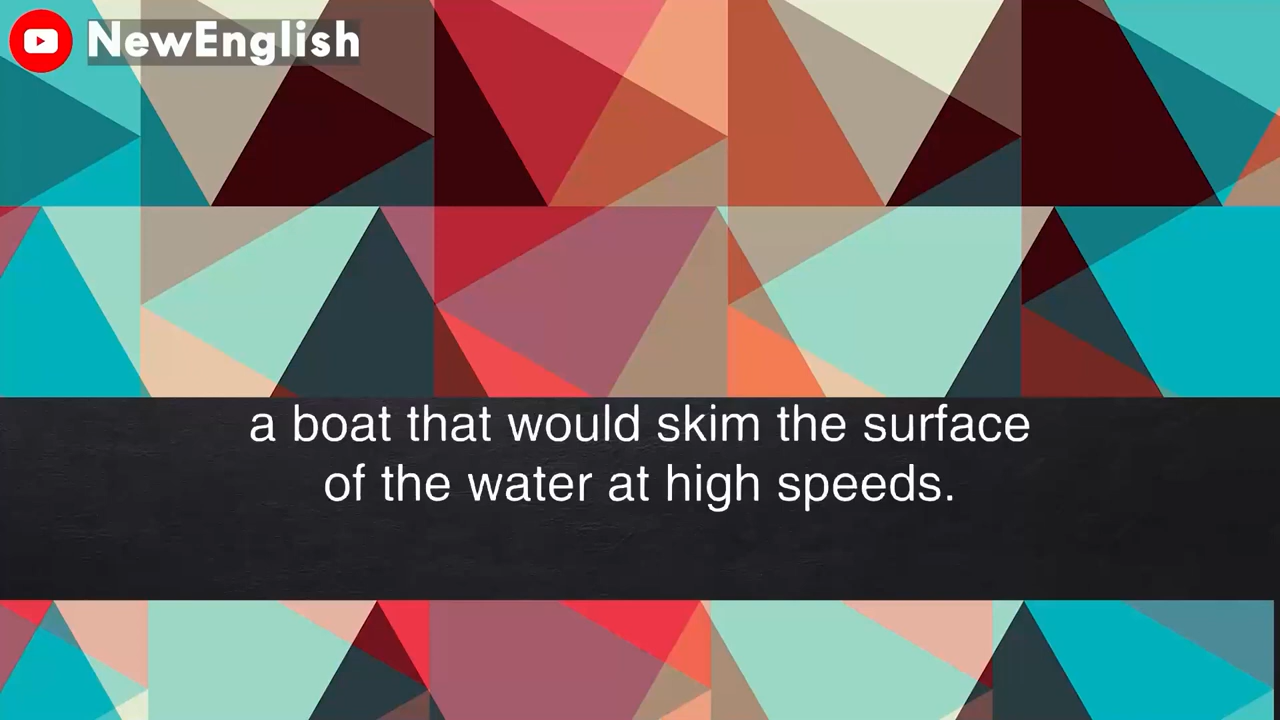 NewEnglish
a boat that would skim the surface
of the water at high speeds.